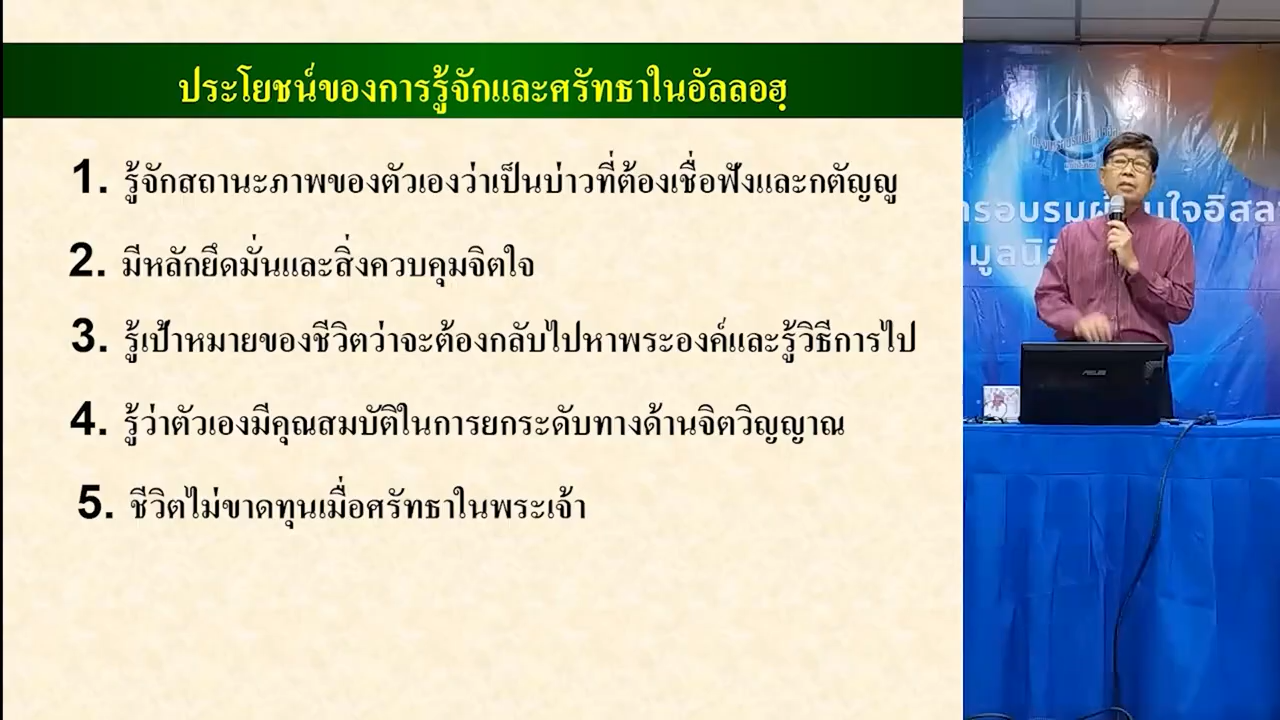 ประโยชน์ของการรู้จักและศรัทธาในอัลลอฮฺ
1. รู้จักสถานะภาพของตัวเองว่าเป็นบ่าวที่ต้องเชื่อฟังและกตัญญู
2. มีหลักยึดมั่นและสิ่งควบคุมจิตใจ
3. รู้เป้าหมายของชีวิตว่าจะต้องกลับไปหาพระองค์และรู้วิธีการไป
4. รู้ว่าตัวเองมีคุณสมบัติในการยกระดับทางด้านจิตวิญญาณ
5. ชีวิตไม่ขาดทุนเมื่อศรัทธาในพระเจ้า
ASUS